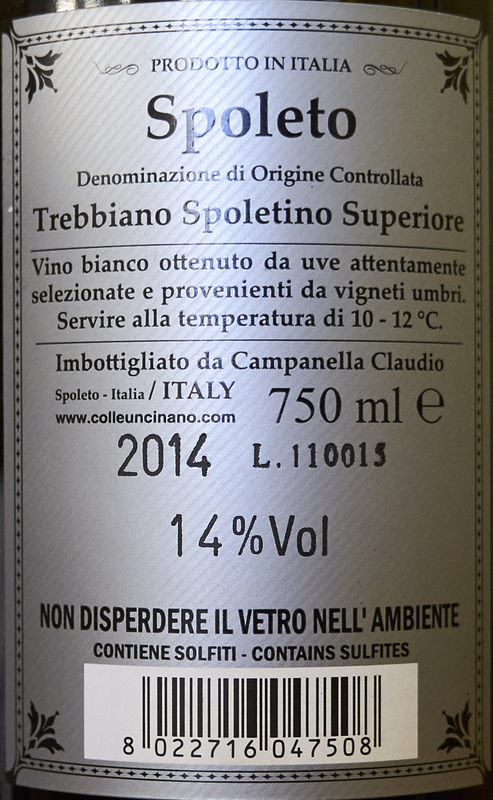 PRODOTTO IN ITALIA
Spoleto
Denominazione di Origine Controllata
Trebbiano Spoletino Superiore
Vino bianco ottenuto da uve attentamente
selezionate e provenienti da vigneti umbri.
Servire alla temperatura di 10 - 12 °C.
Imbottigliato da Campanella Claudio
Spoleto - Italia / ITALY
www.colleuncinano.com
750 ml ℮
2014 L. 110015
14%Vol
NON DISPERDERE IL VETRO NELL' AMBIENTE
CONTIENE SOLFITI - CONTAINS SULFITES
8 022716 047508